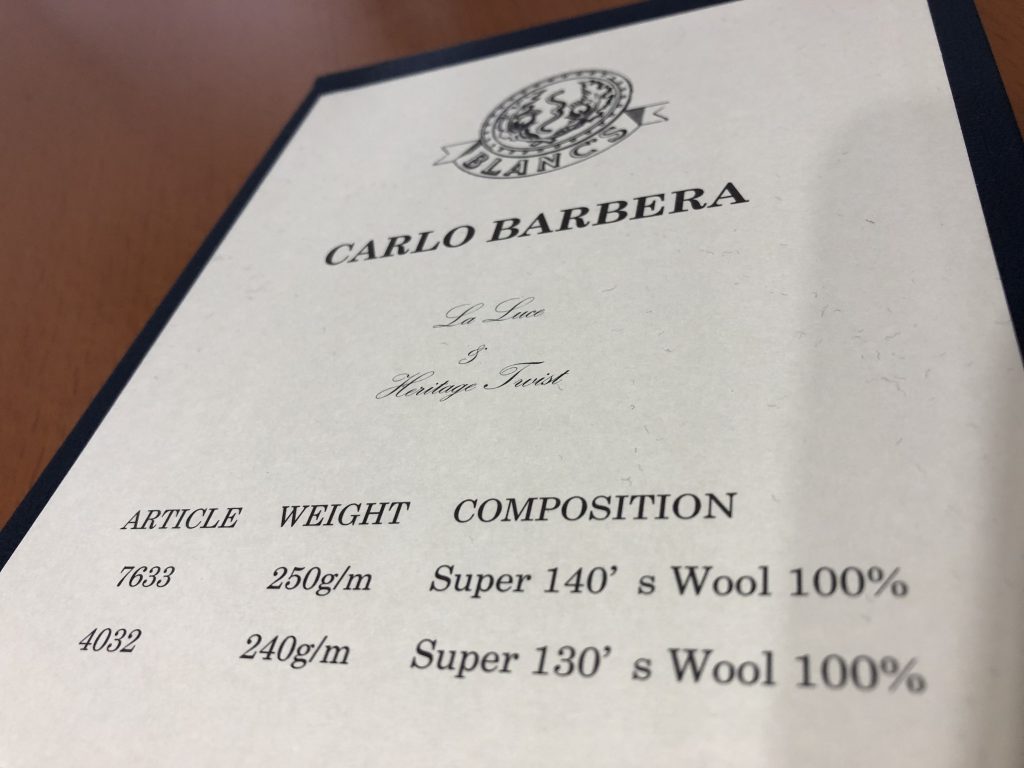 BLANC'S
CARLO BARBERA
La Luce
&
Heritage Twist
ARTICLE WEIGHT COMPOSITION
7633 250g/m Super 140’ s Wool 100%
4032 240g/m Super 130’ s Wool 100%